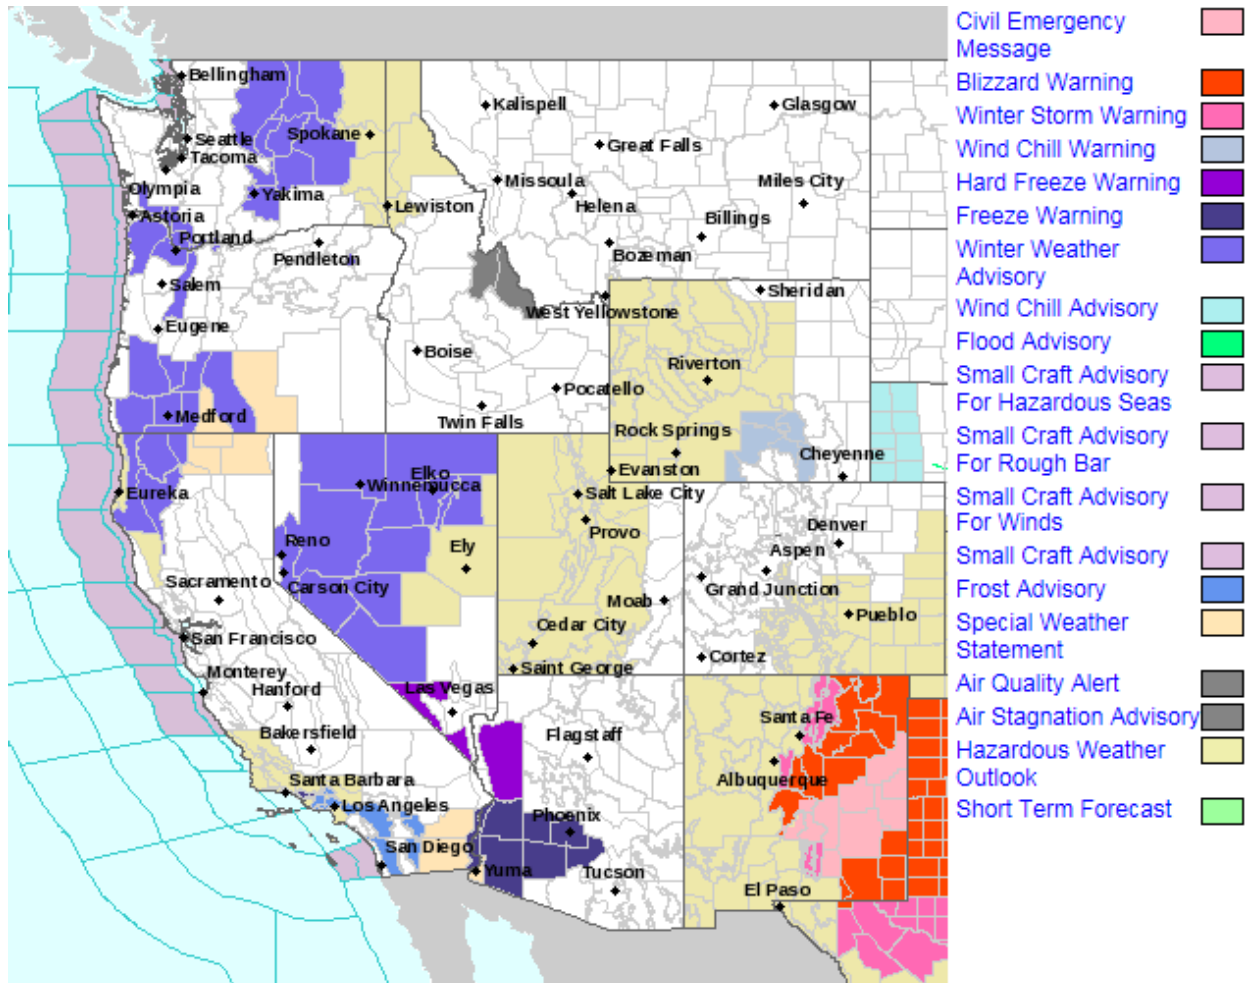 Bellingham
Kalispell
Glasgow
Spokane
Seattle
Great Falls
Tacoma
Missoula
Miles City
Olympia
Yakima
Lewiston
Helena
Astoria
Billings
Portland
Pendleton
Bozeman
Salem
Sheridan
West Yellowstone
Eugene
Boise
Riverton
Pocatello
Medford
Twin Falls
Rock Springs
Cheyenne
Elko
Evanston
Winnemucca
Eureka
Salt Lake City
Provo
Denver
Reno
Ely
Aspen
Sacramento
Carson City
Grand Junction
Moab
Pueblo
Cedar City
San Francisco
Cortez
Saint George
Monterey
Hanford
Las Vegas
Santa Fe
Bakersfield
Flagstaff
Santa Barbara
Albuquerque
Los Angeles
Phoenix
San Diego
Yuma
Tucson
El Paso
Civil Emergency
Message
Blizzard Warning
Winter Storm Warning
Wind Chill Warning
Hard Freeze Warning
Freeze Warning
Winter Weather
Advisory
Wind Chill Advisory
Flood Advisory
Small Craft Advisory
For Hazardous Seas
Small Craft Advisory
For Rough Bar
Small Craft Advisory
For Winds
Small Craft Advisory
Frost Advisory
Special Weather
Statement
Air Quality Alert
Air Stagnation Advisory
Hazardous Weather
Outlook
Short Term Forecast